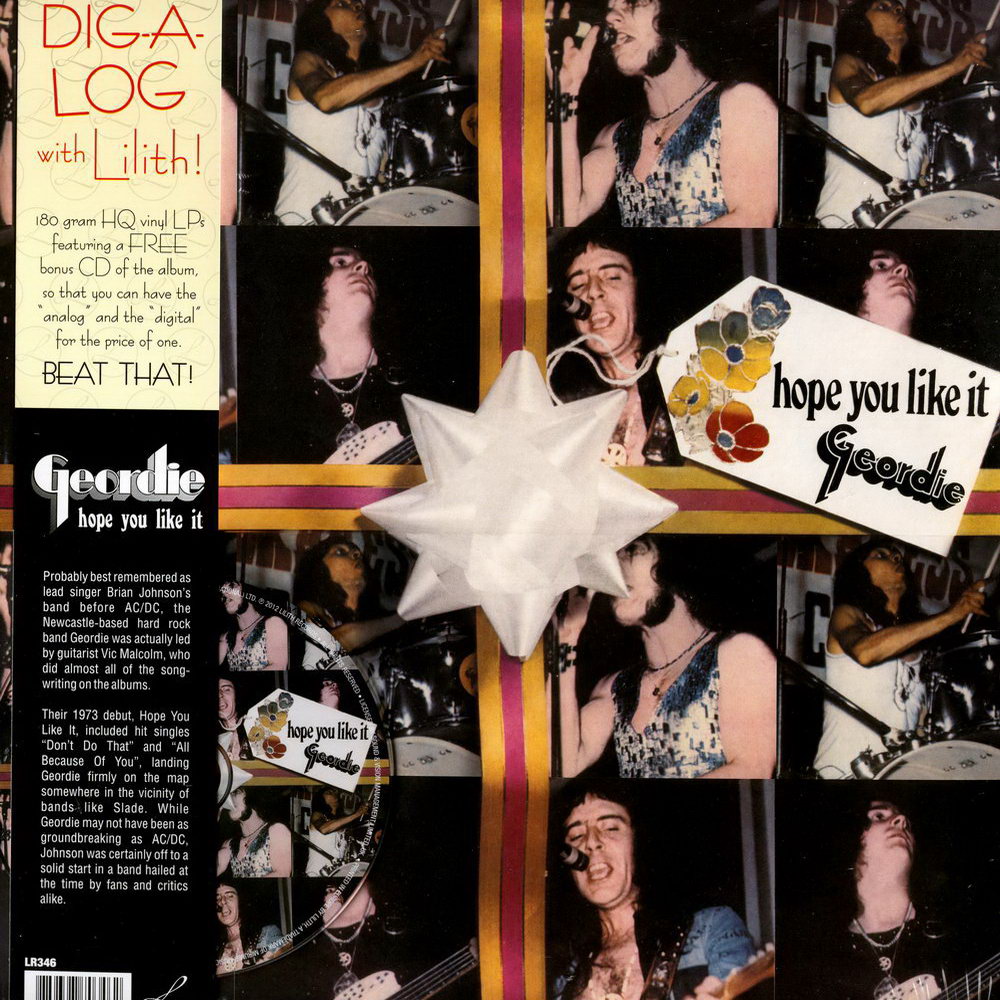 DIG-A-
LOG
with Lilith!
180 gram HQ vinyl LPs
featuring a FREE
bonus CD of the album,
so that you can have the
"analog" and the "digital"
for the price of one.
BEAT THAT!
Geordie
hope you like it
Probably best remembered as
lead singer Brian Johnson's
band before AC/DC, the
Newcastle-based hard rock
band Geordie was actually led
by guitarist Vic Malcolm, who
did almost all of the song-
writing on the albums.
Their 1973 debut, Hope You
Like It, included hit singles
"Don't Do That" and "All
Because Of You", landing
Geordie firmly on the map
somewhere in the vicinity of
bands like Slade. While
Geordie may not have been as
groundbreaking as AC/DC,
Johnson was certainly off to a
solid start in a band hailed at
the time by fans and critics
alike.
LR346
hope you like it
Geordie
hope you like it
Geordie